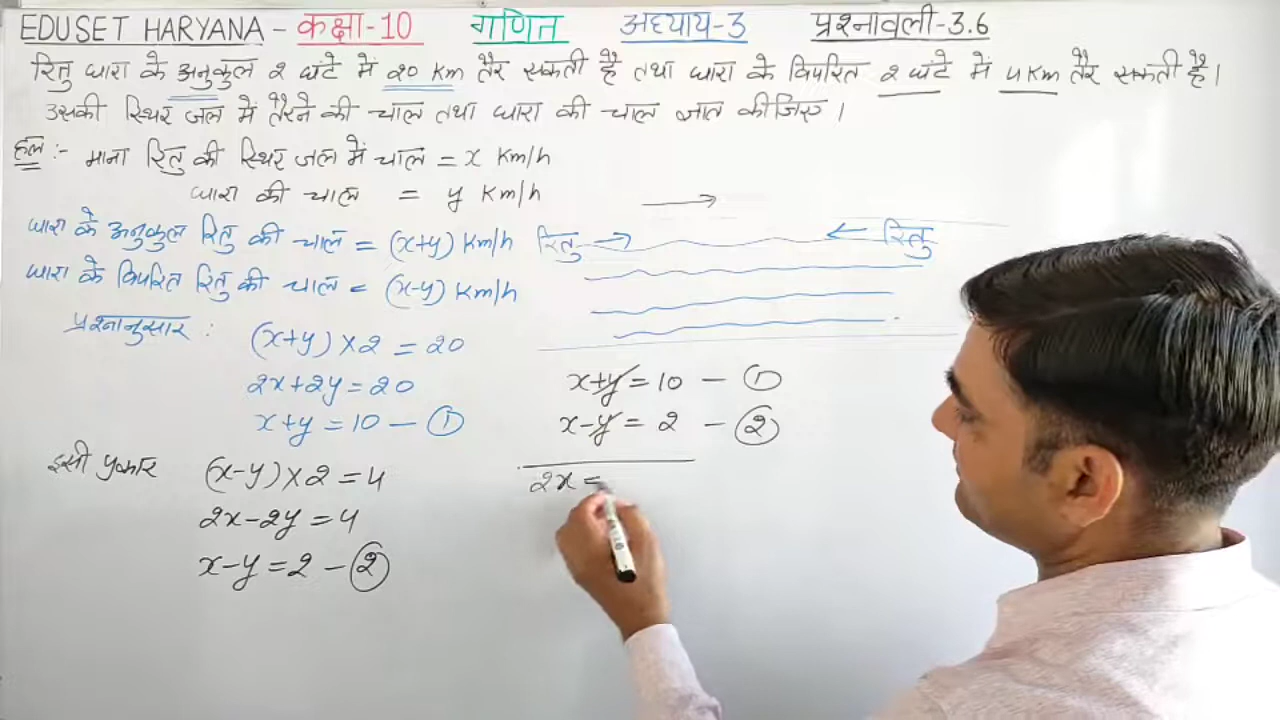 EDUSET HARYANA - कक्षा-10 गणित अध्याय-3 प्रश्नावली-3.6
रितु धारा के अनुकुल 2 घंटे में 20 Km तैर सकती है तथा धारा के विपरित 2 घंटे में 4 Km तैर सकती है।
उसकी स्थिर जल में तैरने की चाल तथा धारा की चाल ज्ञात कीजिए।
हल :- माना रितु की स्थिर जल में चाल = x Km/h
धारा की चाल = y Km/h
धारा के अनुकुल रितु की चाल = (x+y) Km/h
रितु
रितु
धारा के विपरित रितु की चाल = (x-y) Km/h
प्रश्नानुसार :
(x+y)×2 = 20
2x+2y = 20
x+y = 10 - ①
इसी प्रकार (x-y)×2 = 4
2x-2y = 4
x-y = 2 - ②
x+y = 10 - ①
x-y = 2 - ②
2x =